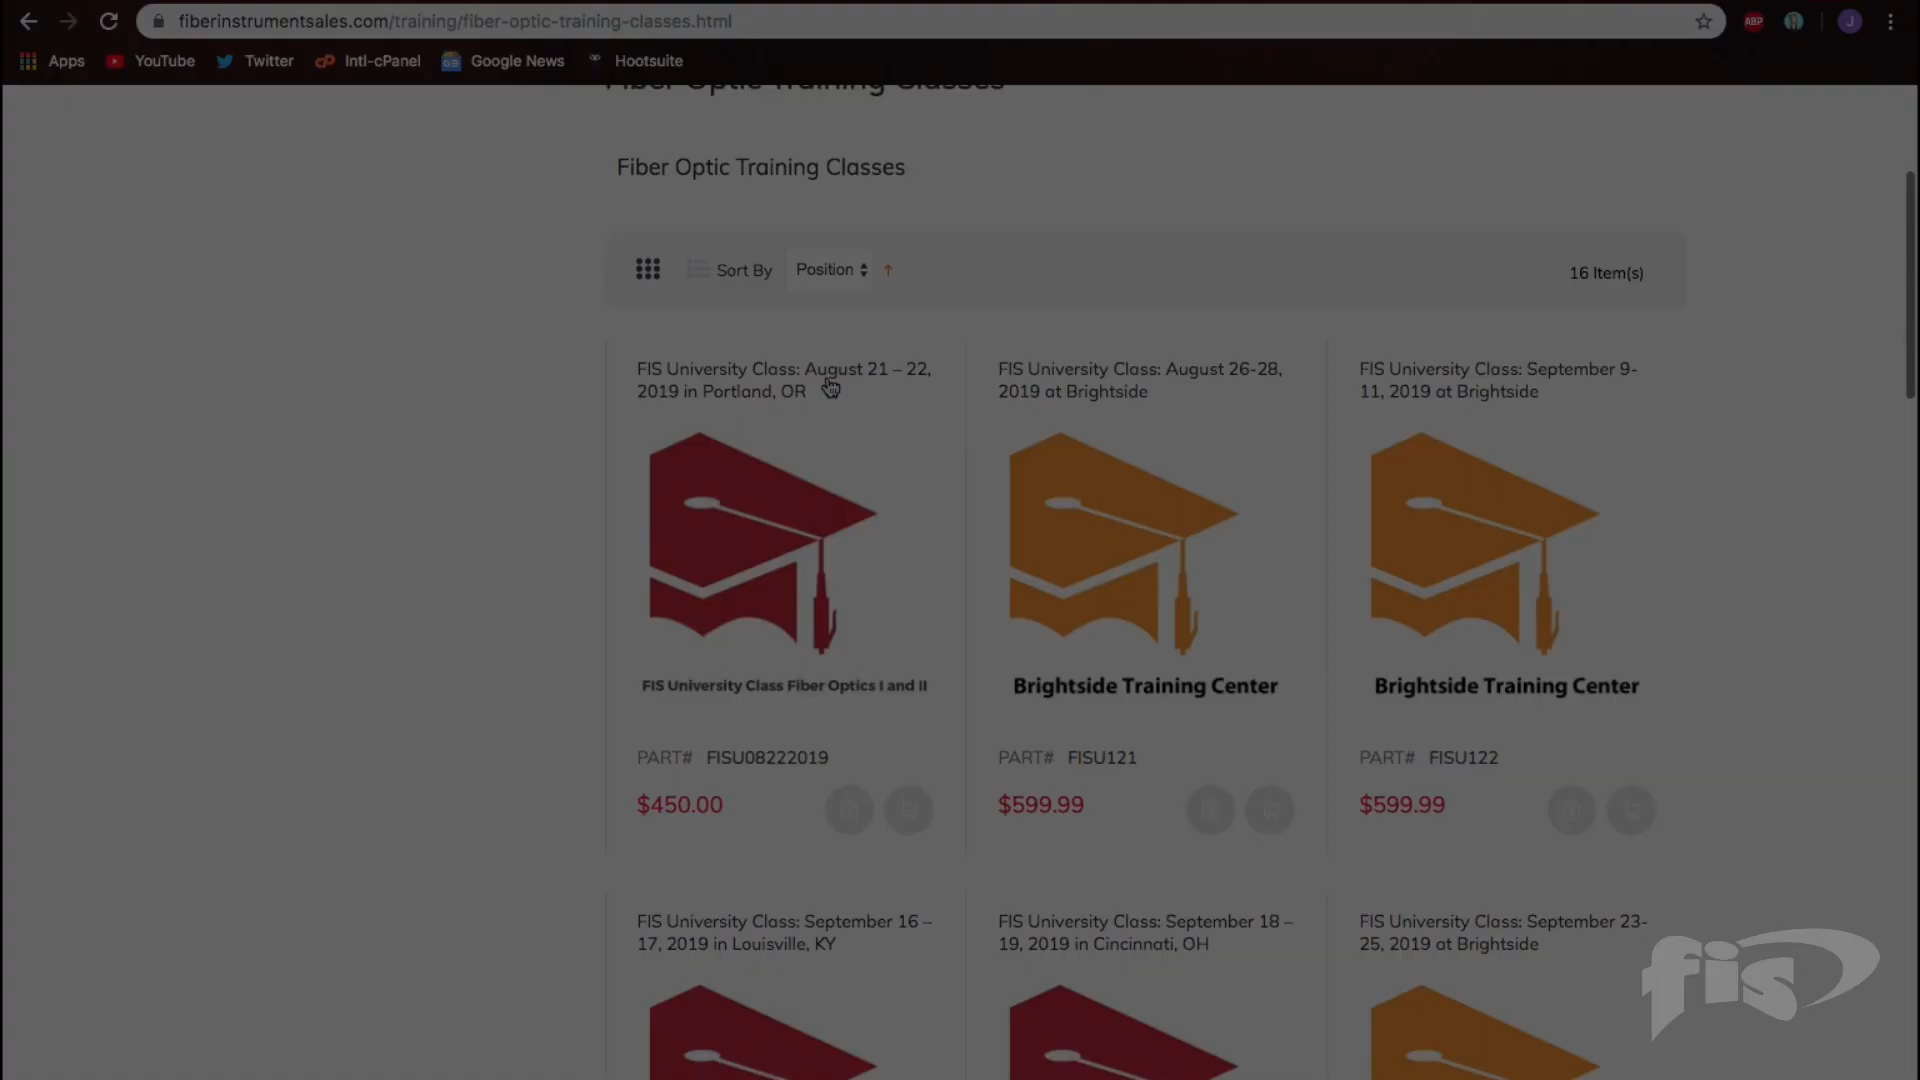 fiberinstrumentsales.com/training/fiber-optic-training-classes.html
ABP
J
Apps
YouTube
Twitter
Intl-cPanel
Google News
Hootsuite
Fiber Optic Training Classes
Fiber Optic Training Classes
Sort By
Position
16 Item(s)
FIS University Class: August 21 – 22,
2019 in Portland, OR
FIS University Class: August 26-28,
2019 at Brightside
FIS University Class: September 9-
11, 2019 at Brightside
FIS University Class Fiber Optics I and II
Brightside Training Center
Brightside Training Center
PART# FISU08222019
PART# FISU121
PART# FISU122
$450.00
$599.99
$599.99
FIS University Class: September 16 –
17, 2019 in Louisville, KY
FIS University Class: September 18 –
19, 2019 in Cincinnati, OH
FIS University Class: September 23-
25, 2019 at Brightside
fis